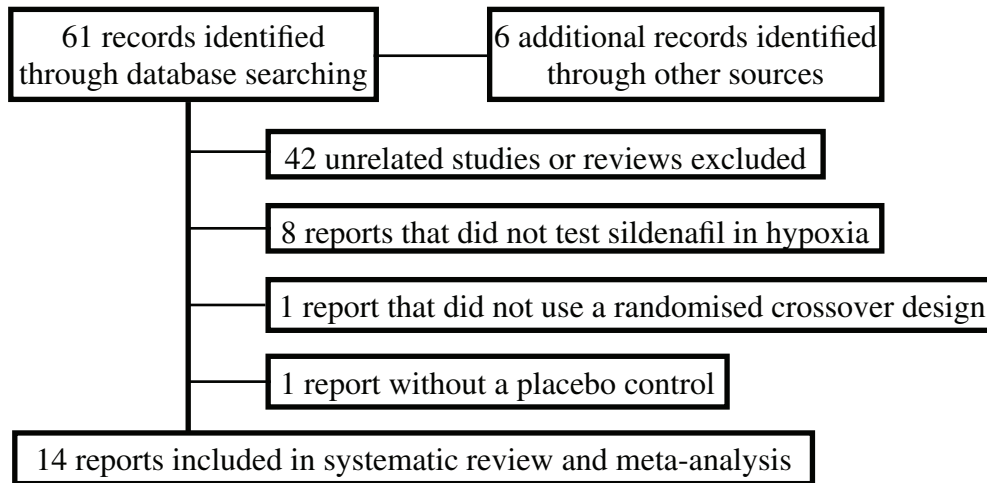 61 records identified
through database searching
6 additional records identified
through other sources
42 unrelated studies or reviews excluded
8 reports that did not test sildenafil in hypoxia
1 report that did not use a randomised crossover design
1 report without a placebo control
14 reports included in systematic review and meta-analysis